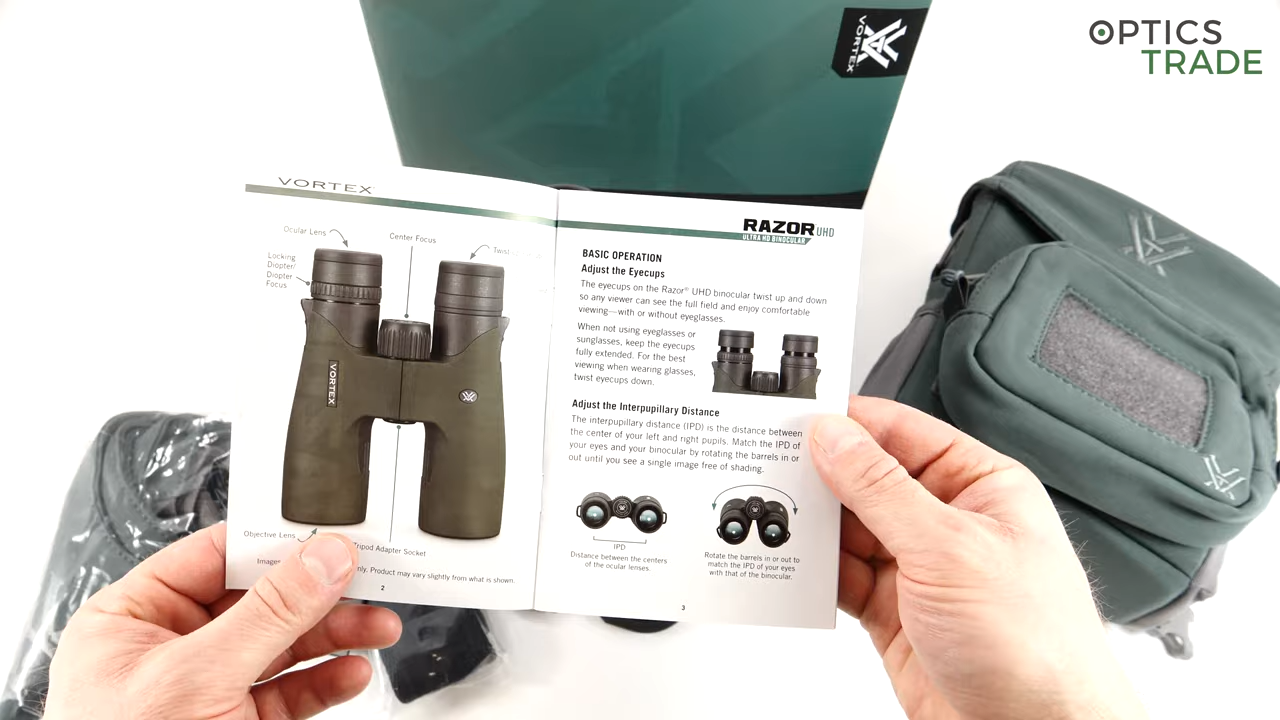 OPTICS
TRADE
VORTEX
VORTEX
RAZOR UHD
ULTRA HD BINOCULAR
Ocular Lens
Center Focus
Twist
Locking
Diopter/
Diopter
Focus
VORTEX
Objective Lens
Tripod Adapter Socket
Images
only. Product may vary slightly from what is shown.
2
BASIC OPERATION
Adjust the Eyecups
The eyecups on the Razor® UHD binocular twist up and down
so any viewer can see the full field and enjoy comfortable
viewing—with or without eyeglasses.
When not using eyeglasses or
sunglasses, keep the eyecups
fully extended. For the best
viewing when wearing glasses,
twist eyecups down.
Adjust the Interpupillary Distance
The interpupillary distance (IPD) is the distance between
the center of your left and right pupils. Match the IPD of
your eyes and your binocular by rotating the barrels in or
out until you see a single image free of shading.
IPD
Distance between the centers
of the ocular lenses.
Rotate the barrels in or out to
match the IPD of your eyes
with that of the binocular.
3